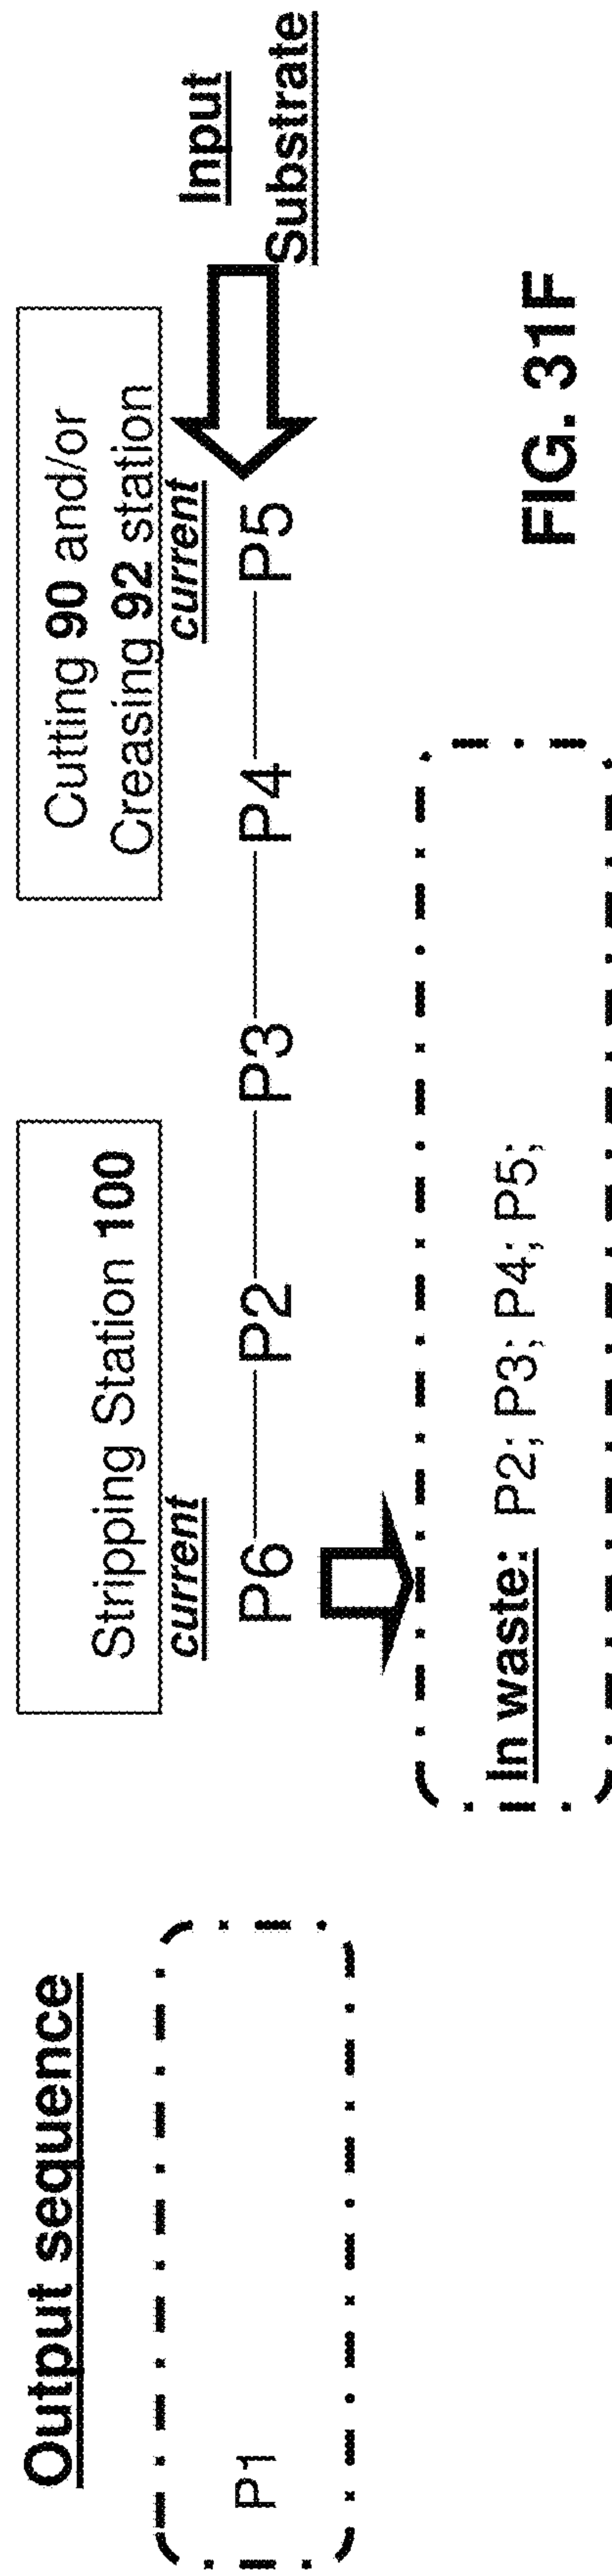 Output sequence
P1
Stripping Station 100
current
Cutting 90 and/or
Creasing 92 station
current
P6 P2 P3 P4 P5
Input
Substrate
In waste: P2; P3; P4; P5;
FIG. 31F